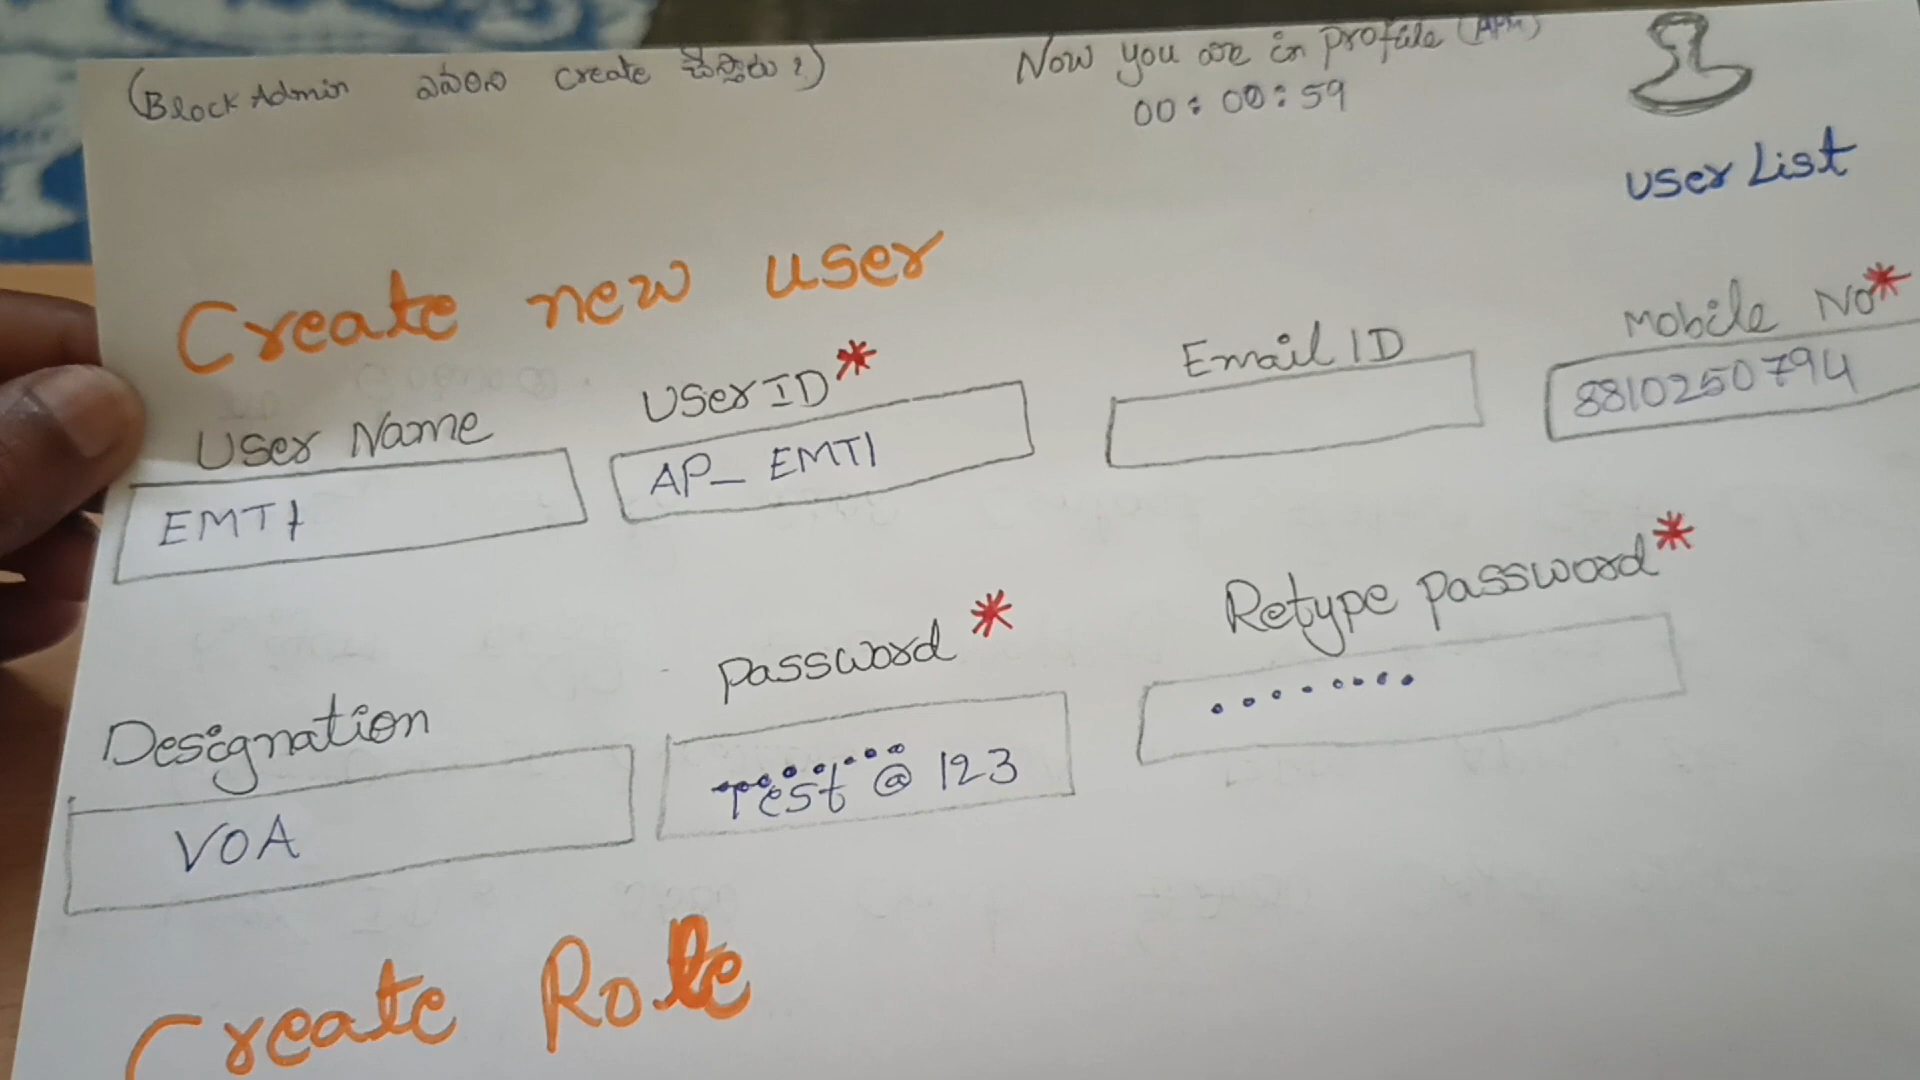 (Block Admin ఎవరిని create చేస్తారు?)
Now you are in profile (APM)
00:00:59
User List
Create new user
User Name
User ID*
Email ID
Mobile No*
EMT1
AP_EMT1
8810250794
Designation
Password*
Retype password*
VOA
........
Test@123
........
Create Role